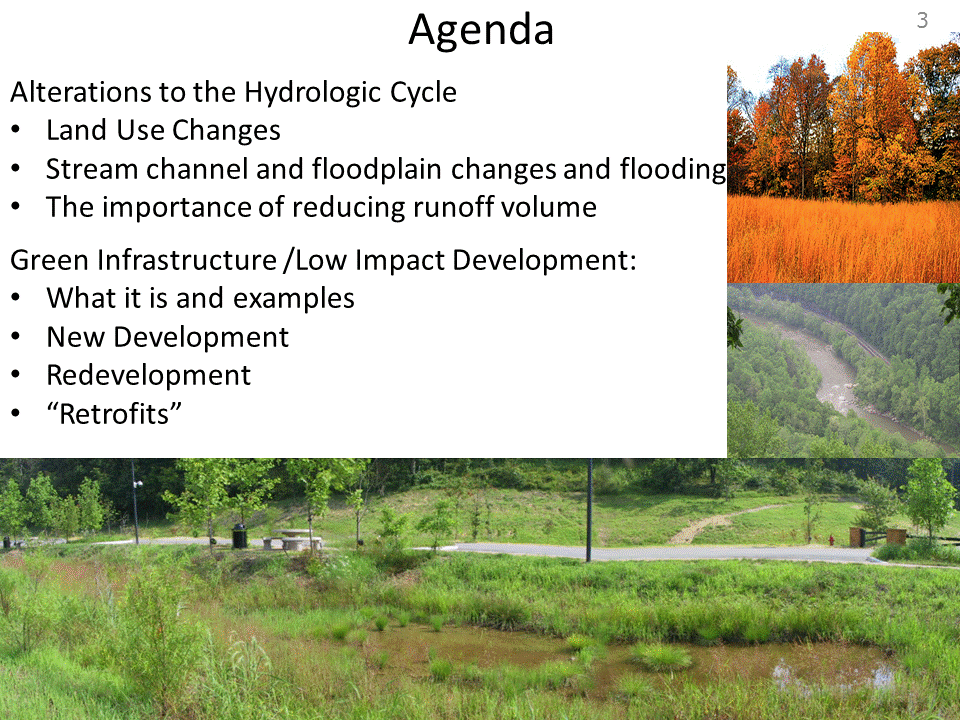 Agenda
3
Alterations to the Hydrologic Cycle
• Land Use Changes
• Stream channel and floodplain changes and flooding
• The importance of reducing runoff volume
Green Infrastructure /Low Impact Development:
• What it is and examples
• New Development
• Redevelopment
• “Retrofits”